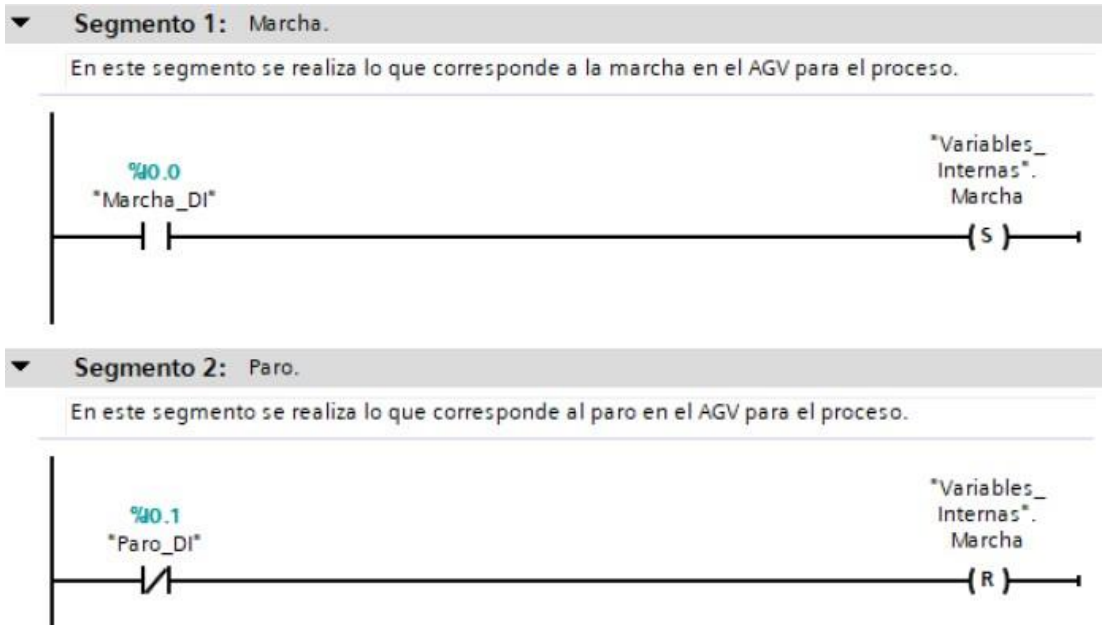 Segmento 1: Marcha.
En este segmento se realiza lo que corresponde a la marcha en el AGV para el proceso.
"Variables_
Internas".
Marcha
%I0.0
"Marcha_DI"
( S )
Segmento 2: Paro.
En este segmento se realiza lo que corresponde al paro en el AGV para el proceso.
"Variables_
Internas".
Marcha
%I0.1
"Paro_DI"
( R )